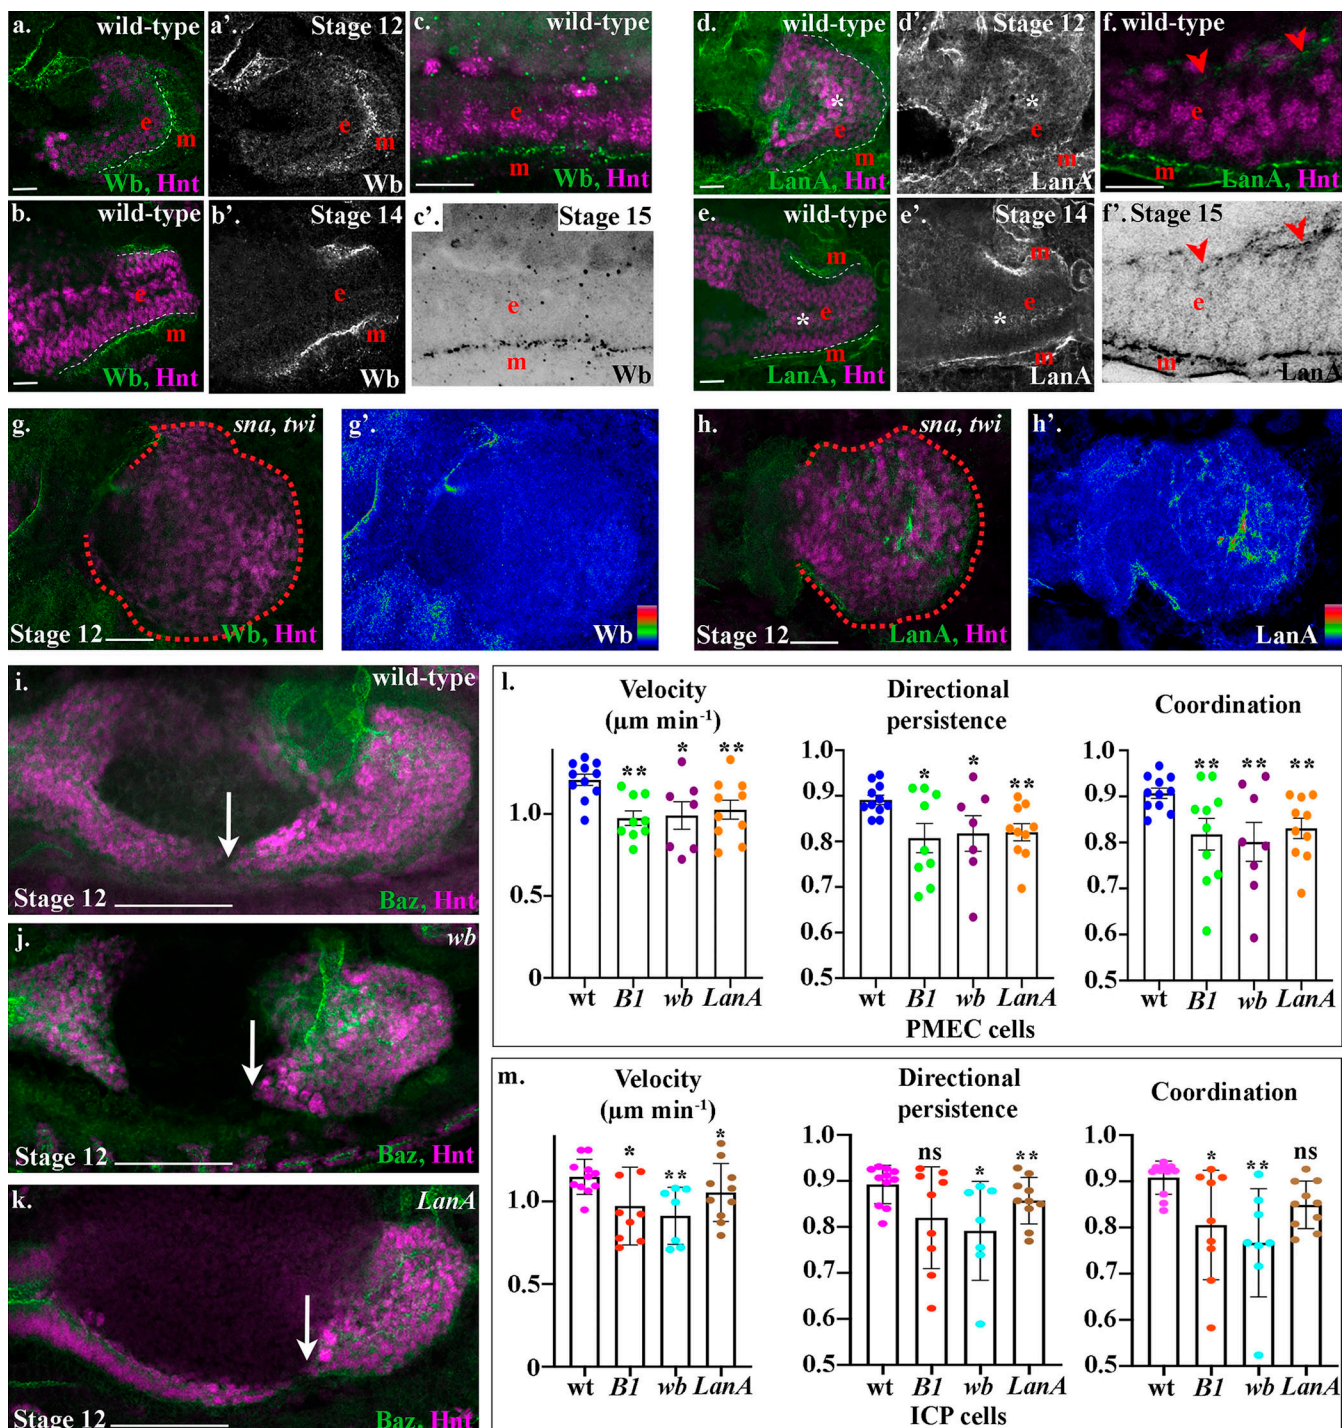 a. wild-type
e
m
Wb, Hnt
a'. Stage 12
e
m
Wb
b. wild-type
e
m
Wb, Hnt
b'. Stage 14
e
m
Wb
c. wild-type
e
m
Wb, Hnt
c'. Stage 15
e
m
Wb
d. wild-type
*
e
m
LanA, Hnt
d'. Stage 12
*
e
m
LanA
e. wild-type
m
e
*
m
LanA, Hnt
e'. Stage 14
m
e
*
m
LanA
f. wild-type
e
m
LanA, Hnt
f'. Stage 15
e
m
LanA
g. sna, twi
Stage 12 Wb, Hnt
g'.
Wb
h. sna, twi
Stage 12 LanA, Hnt
h'.
LanA
i. wild-type
Stage 12 Baz, Hnt
j. wb
Stage 12 Baz, Hnt
k. LanA
Stage 12 Baz, Hnt
l.
Velocity
(µm min-1)
** * **
1.0
0.5
0
wt B1 wb LanA
Directional
persistence
* * **
1.0
0.9
0.8
0.7
0.6
0.5
wt B1 wb LanA
Coordination
** ** **
1.0
0.9
0.8
0.7
0.6
0.5
wt B1 wb LanA
PMEC cells
m.
Velocity
(µm min-1)
* ** *
1.0
0.5
0
wt B1 wb LanA
Directional
persistence
ns * **
1.0
0.9
0.8
0.7
0.6
0.5
wt B1 wb LanA
Coordination
* ** ns
1.0
0.9
0.8
0.7
0.6
0.5
wt B1 wb LanA
ICP cells